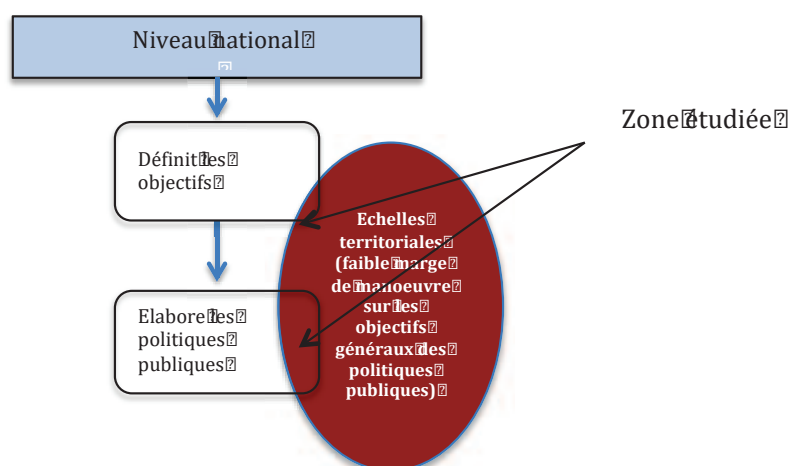 Niveau national
Zone étudiée
Définit les
objectifs
Echelles
territoriales
(faible marge
de manoeuvre
sur les
objectifs
généraux des
politiques
publiques)
Elabore les
politiques
publiques